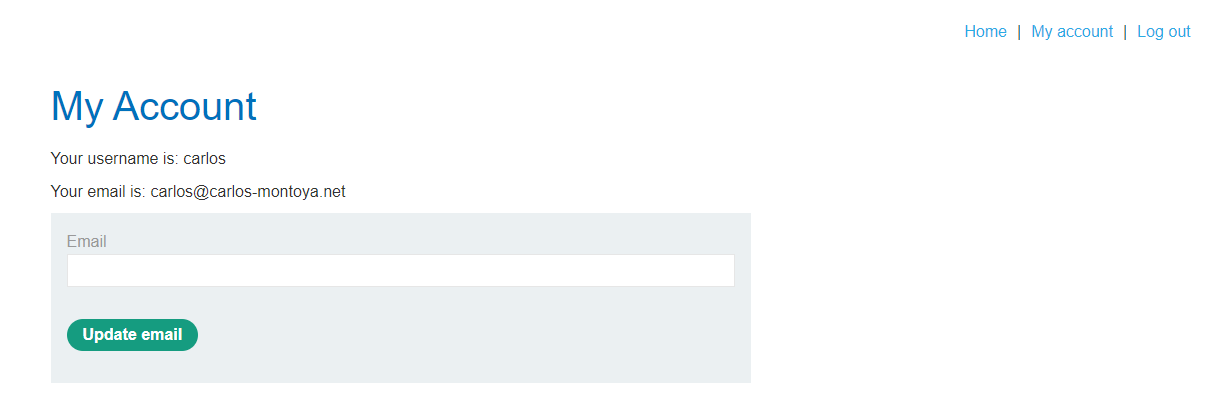 Home | My account | Log out
My Account
Your username is: carlos
Your email is: carlos@carlos-montoya.net
Email
Update email